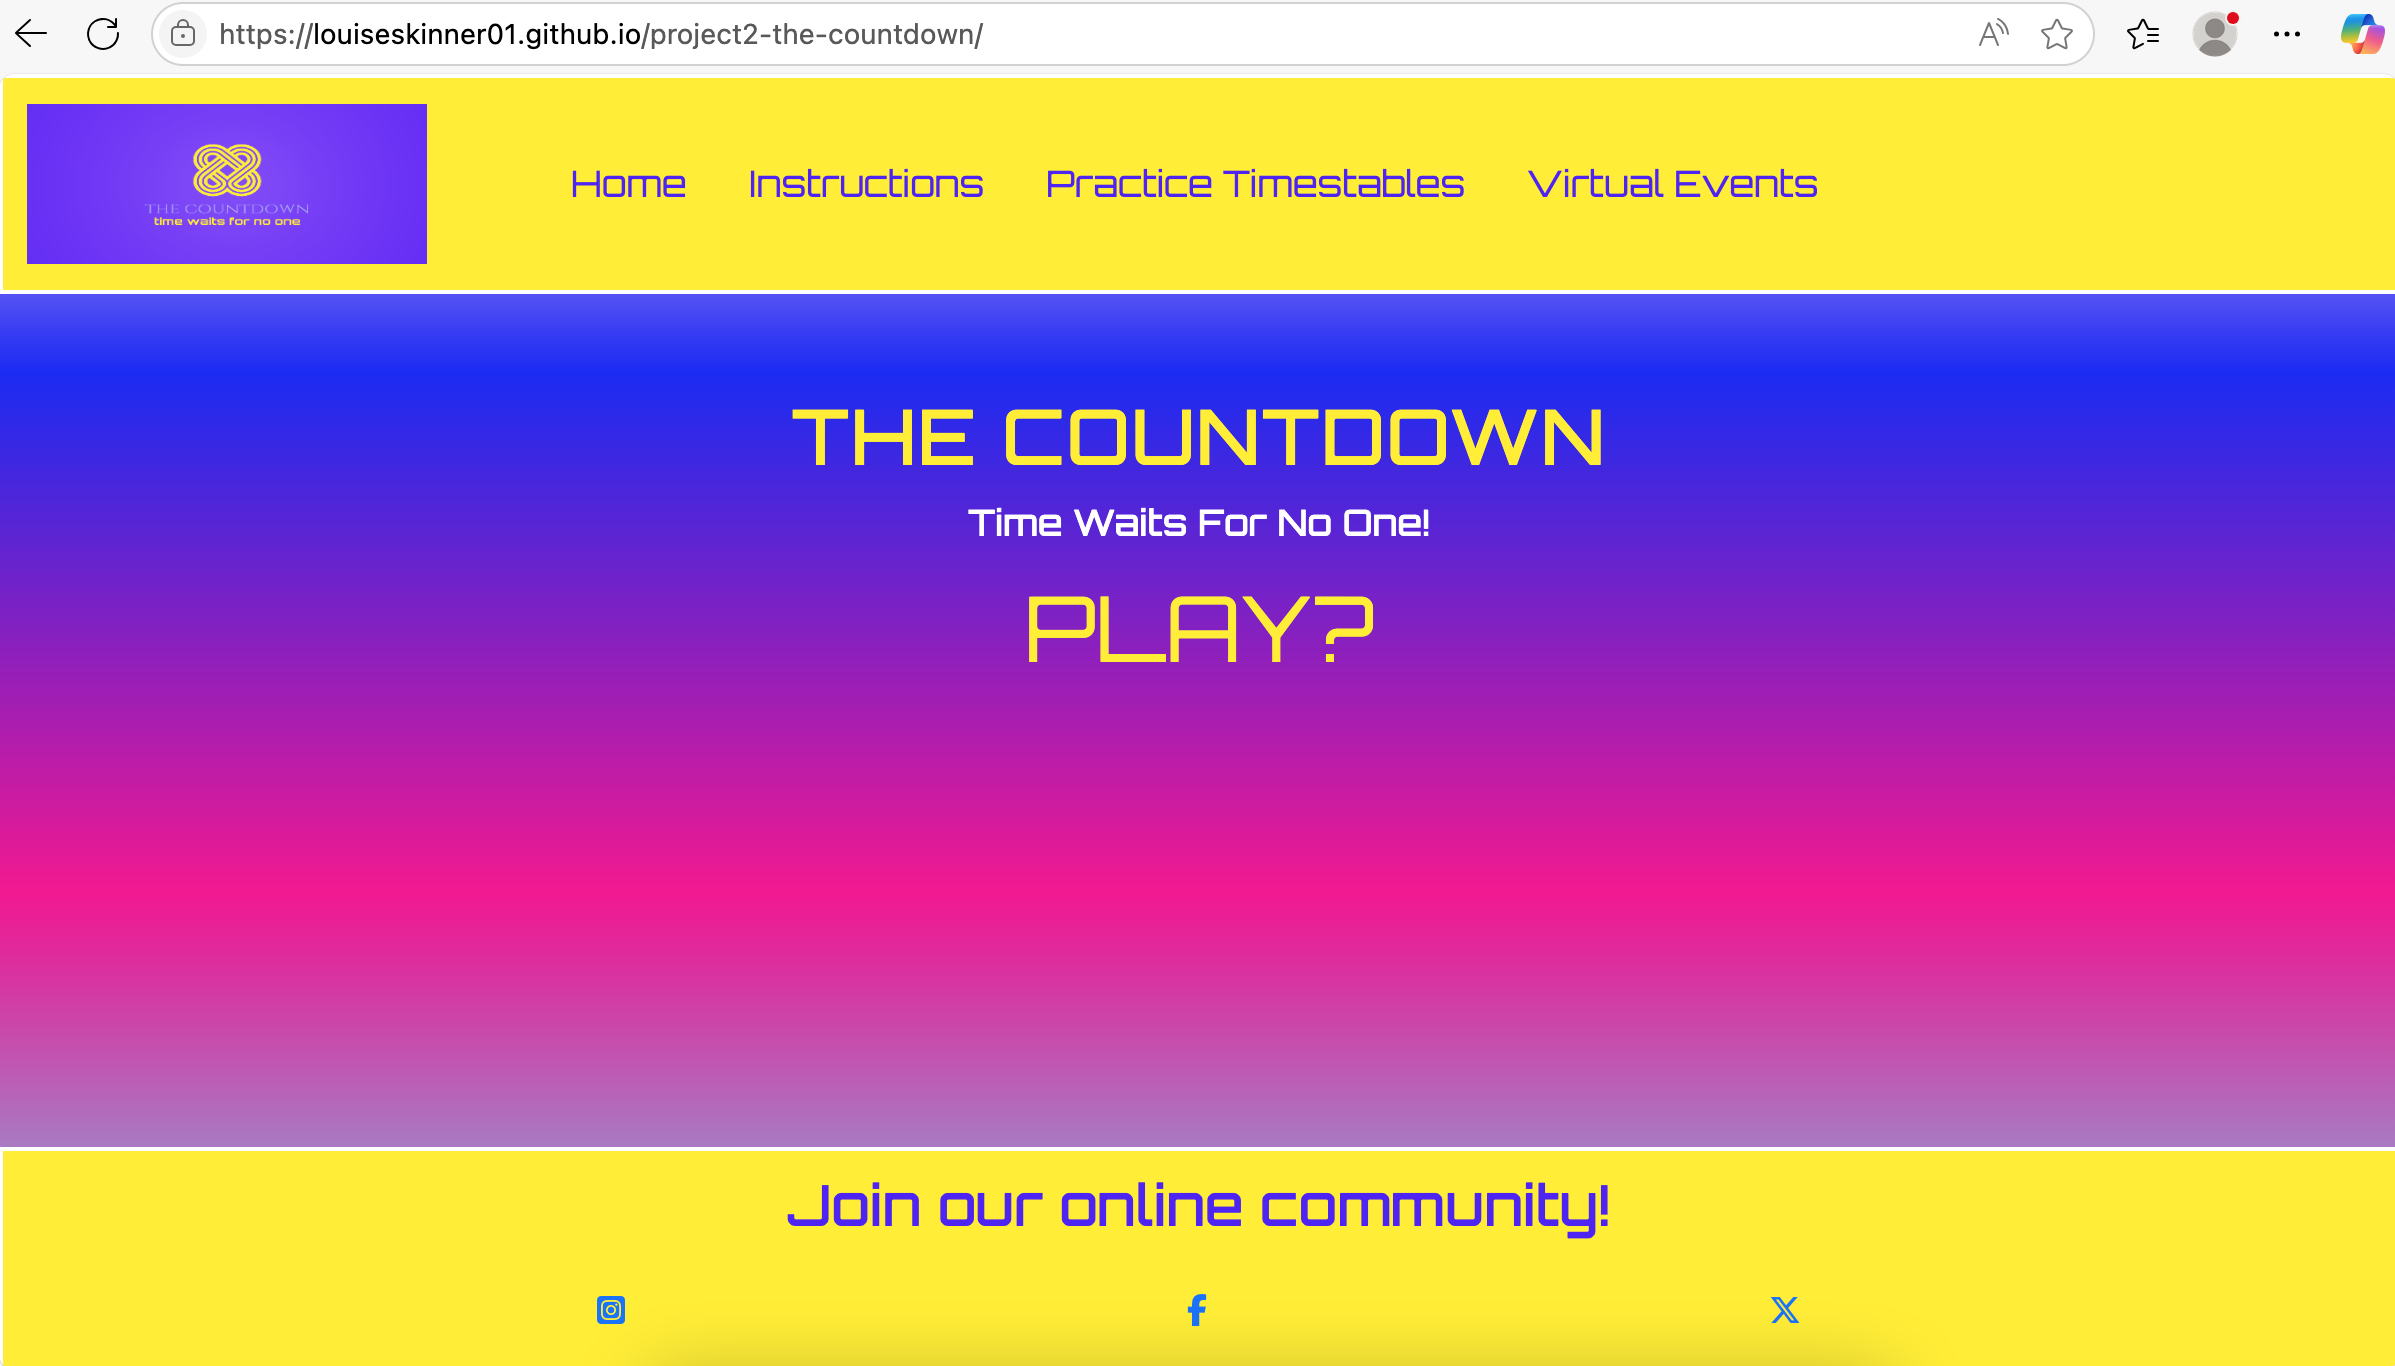 https://louiseskinner01.github.io/project2-the-countdown/
THE COUNTDOWN
time waits for no one
Home Instructions Practice Timestables Virtual Events
THE COUNTDOWN
Time Waits For No One!
PLAY?
Join our online community!